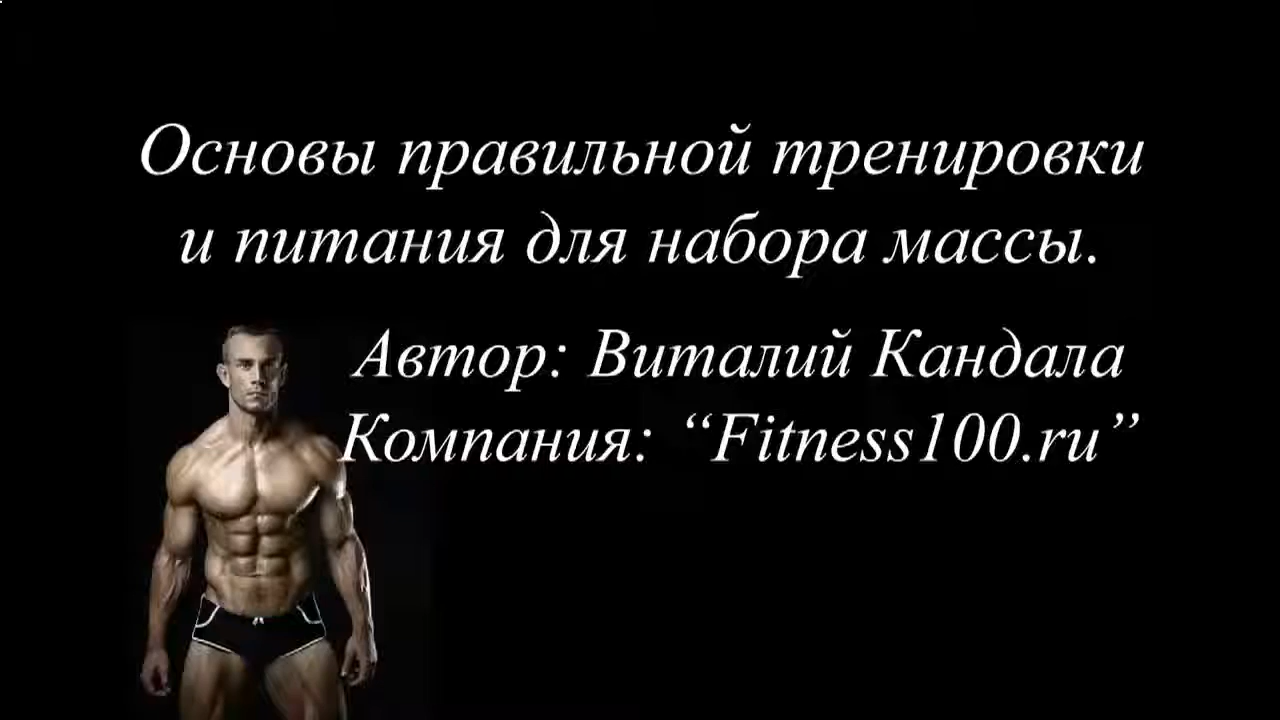 Основы правильной тренировки
и питания для набора массы.
Автор: Виталий Кандала
Компания: “Fitness100.ru”